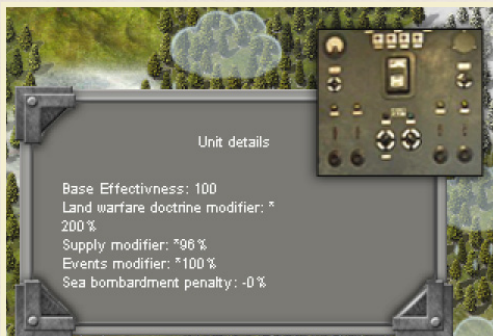 Unit details
Base Effectivness: 100
Land warfare doctrine modifier: *
200%
Supply modifier: *96%
Events modifier: *100%
Sea bombardment penalty: -0%